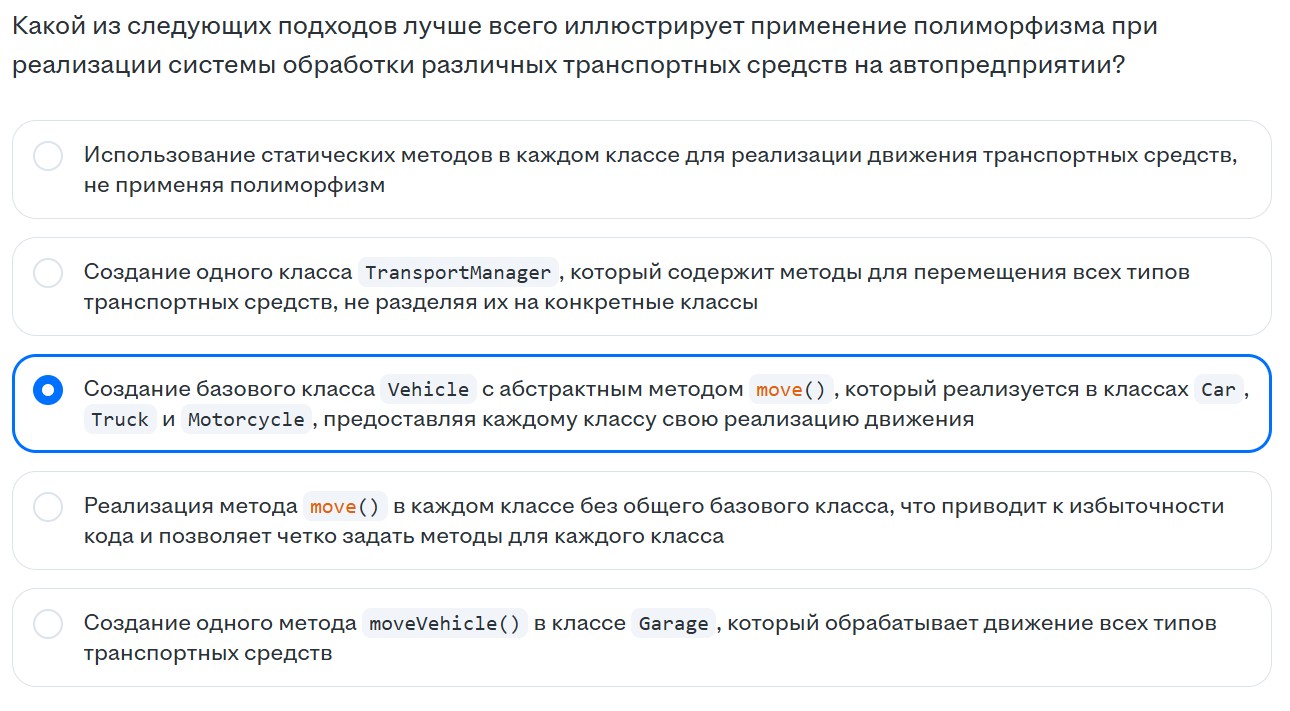 Какой из следующих подходов лучше всего иллюстрирует применение полиморфизма при
реализации системы обработки различных транспортных средств на автопредприятии?
Использование статических методов в каждом классе для реализации движения транспортных средств,
не применяя полиморфизм
Создание одного класса TransportManager, который содержит методы для перемещения всех типов
транспортных средств, не разделяя их на конкретные классы
Создание базового класса Vehicle с абстрактным методом move(), который реализуется в классах Car,
Truck и Motorcycle, предоставляя каждому классу свою реализацию движения
Реализация метода move() в каждом классе без общего базового класса, что приводит к избыточности
кода и позволяет четко задать методы для каждого класса
Создание одного метода moveVehicle() в классе Garage, который обрабатывает движение всех типов
транспортных средств